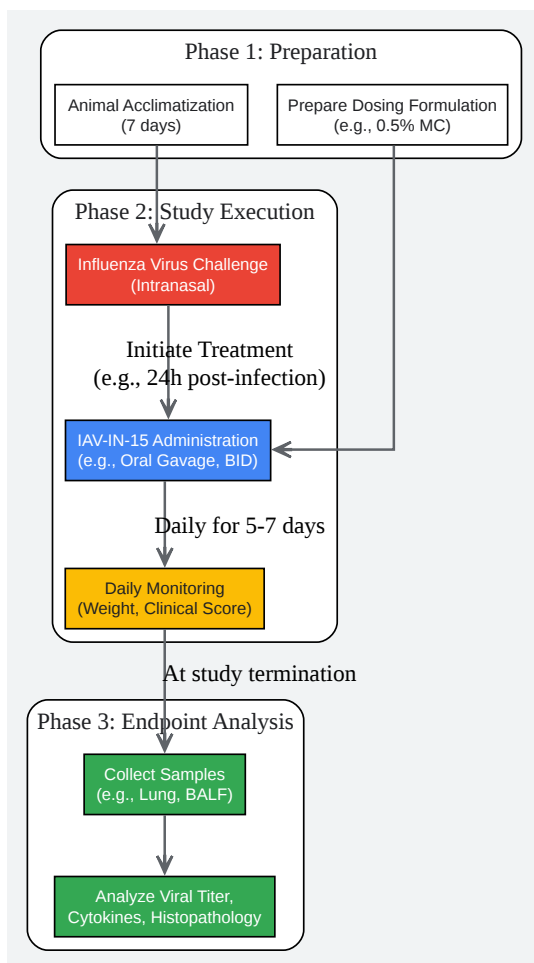 Phase 1: Preparation
Animal Acclimatization
(7 days)
Prepare Dosing Formulation
(e.g., 0.5% MC)
Phase 2: Study Execution
Influenza Virus Challenge
(Intranasal)
Initiate Treatment
(e.g., 24h post-infection)
IAV-IN-15 Administration
(e.g., Oral Gavage, BID)
Daily for 5-7 days
Daily Monitoring
(Weight, Clinical Score)
At study termination
Phase 3: Endpoint Analysis
Collect Samples
(e.g., Lung, BALF)
Analyze Viral Titer,
Cytokines, Histopathology